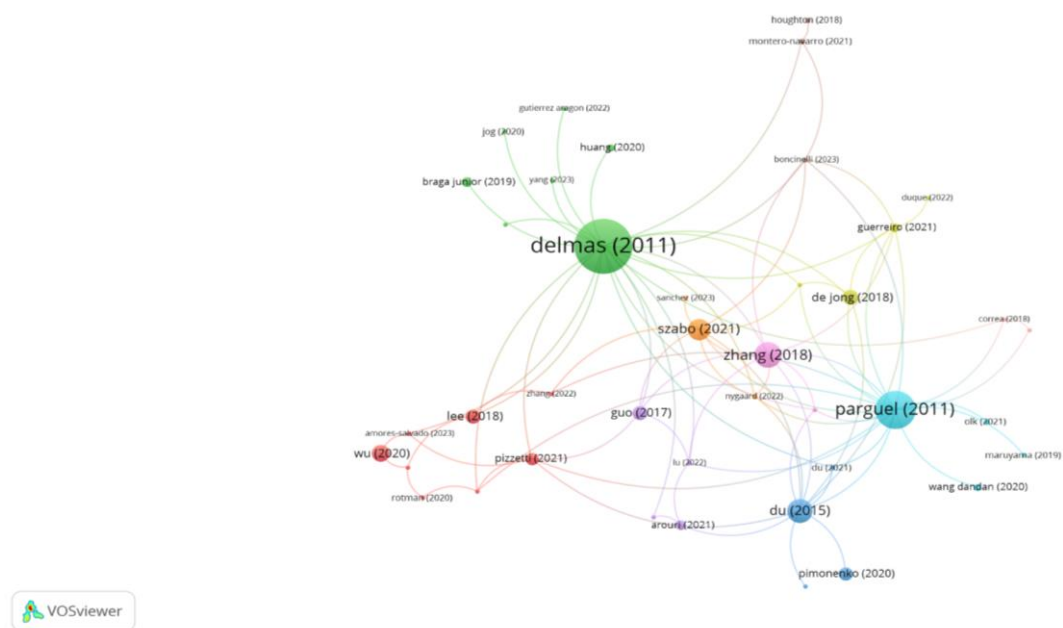 houghton (2018)
montero-navarro (2021)
gutierrez aragon (2022)
jog (2020)
huang (2020)
boncinelli (2023)
braga junior (2019)
yang (2023)
duque (2022)
guerreiro (2021)
delmas (2011)
sanchez (2023)
de jong (2018)
correa (2018)
szabo (2021)
zhang (2018)
zhang (2022)
nygaard (2022)
lee (2018)
guo (2017)
parguel (2011)
olk (2021)
amores-salvado (2023)
wu (2020)
pizzetti (2021)
lu (2022)
du (2021)
maruyama (2019)
rotman (2020)
wang dandan (2020)
arouri (2021)
du (2015)
pimonenko (2020)
VOSviewer